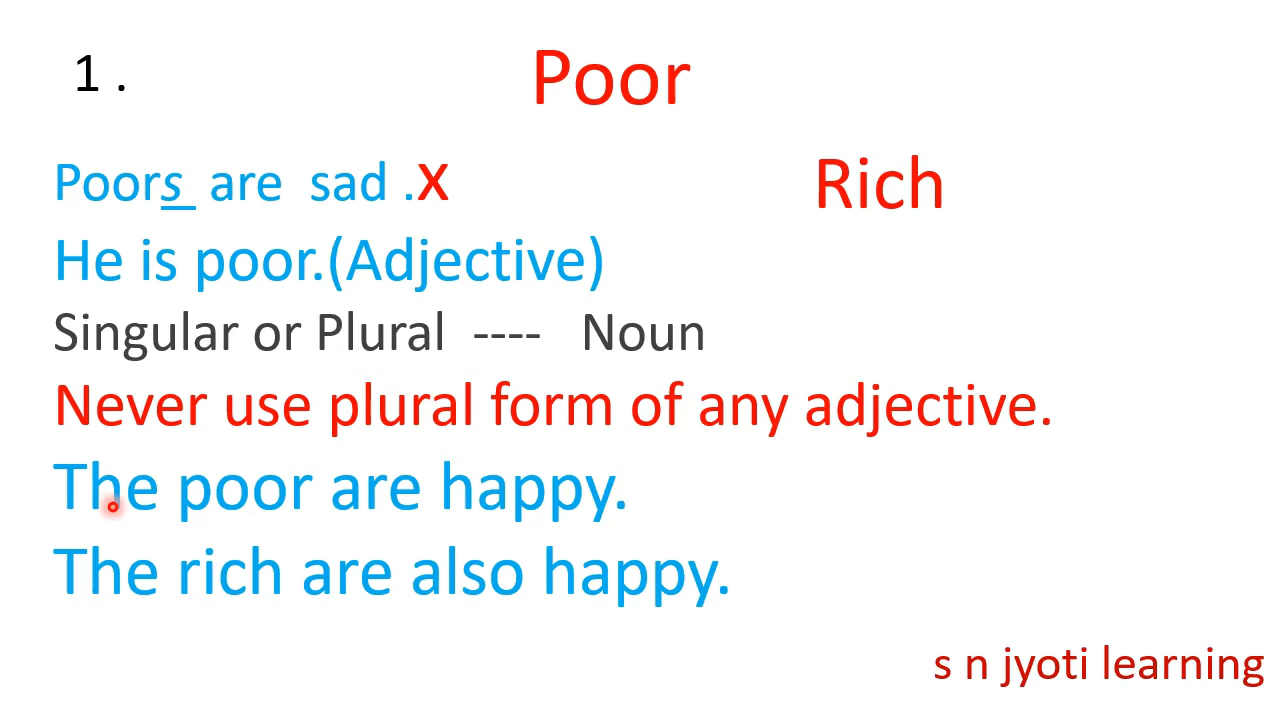 1 .
Poor
Poors are sad .X
Rich
He is poor.(Adjective)
Singular or Plural ---- Noun
Never use plural form of any adjective.
The poor are happy.
The rich are also happy.
s n jyoti learning